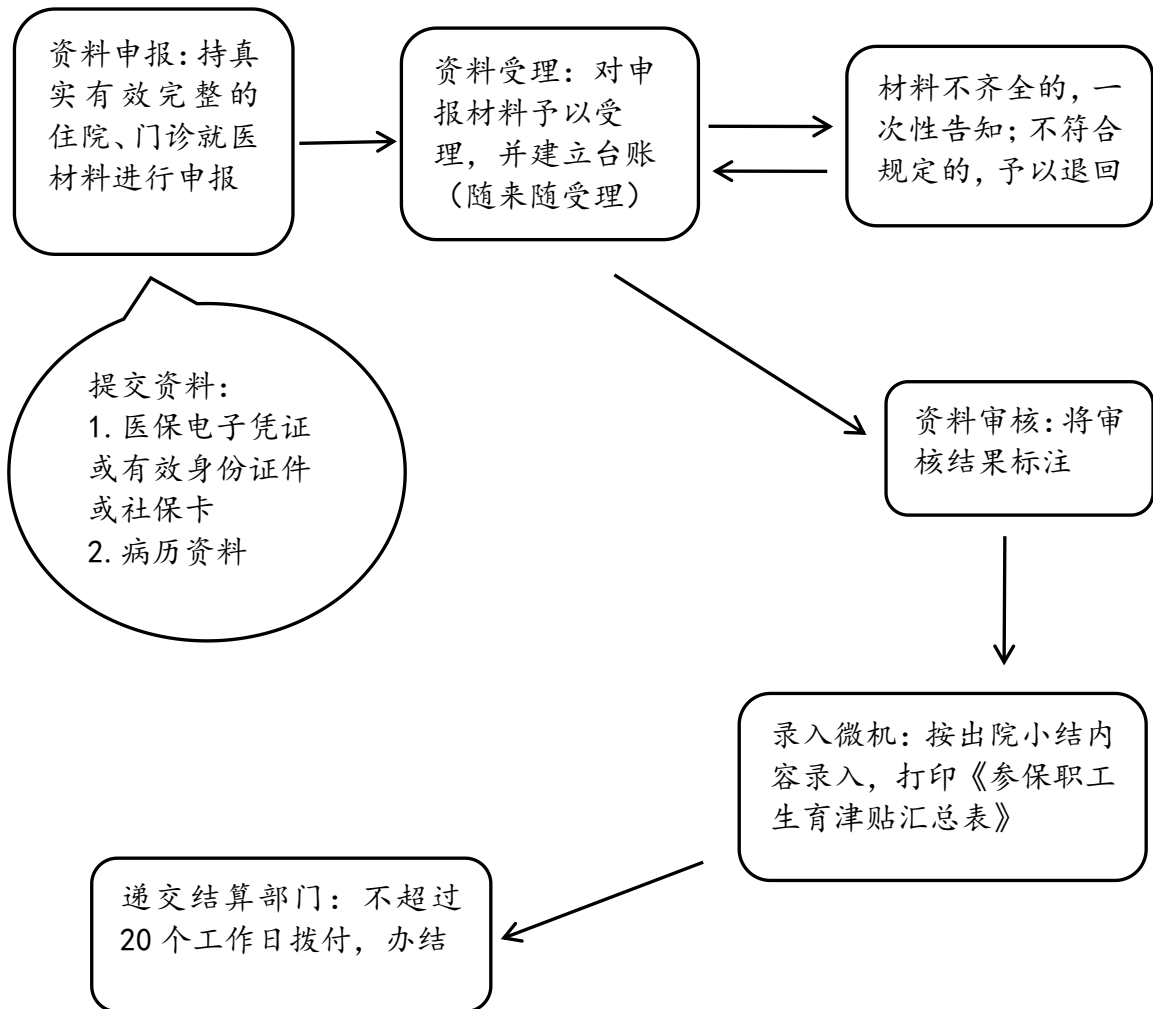 资料申报：持真
实有效完整的
住院、门诊就医
材料进行申报
资料受理：对申
报材料予以受
理，并建立台账
（随来随受理）
材料不齐全的，一
次性告知；不符合
规定的，予以退回
提交资料：
1.医保电子凭证
或有效身份证件
或社保卡
2.病历资料
资料审核：将审
核结果标注
录入微机：按出院小结内
容录入，打印《参保职工
生育津贴汇总表》
递交结算部门：不超过
20个工作日拨付，办结